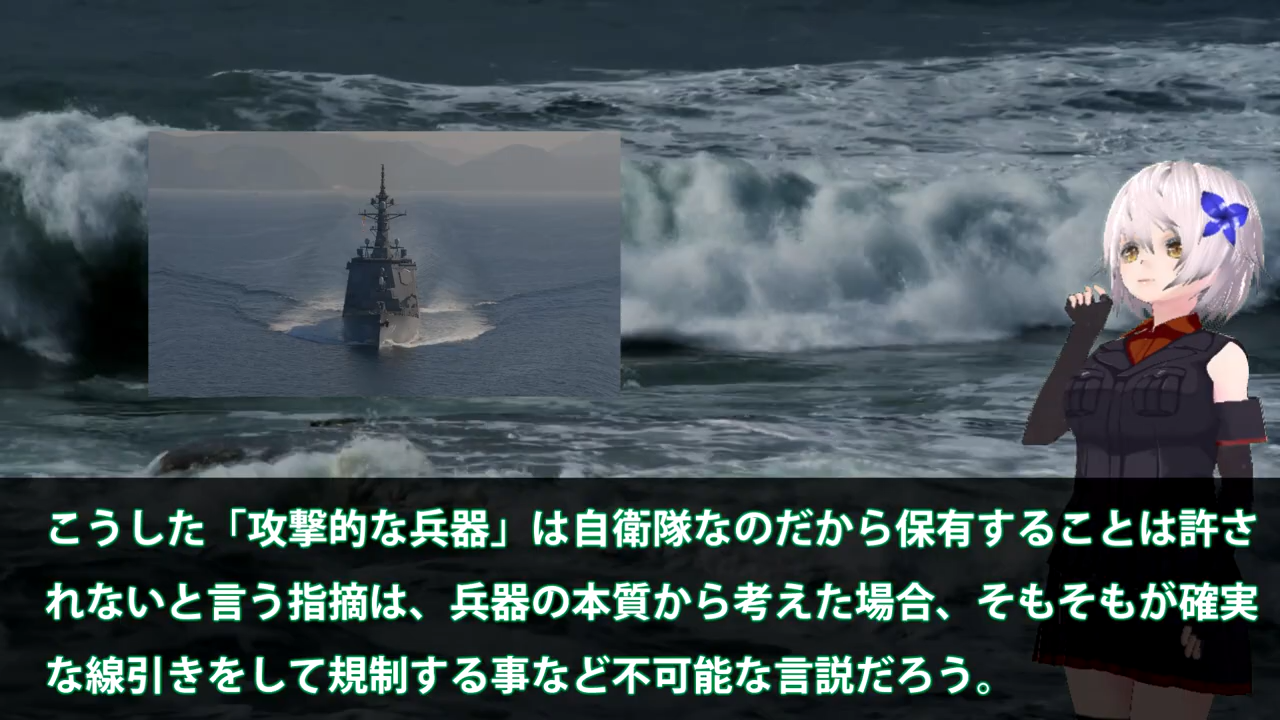 こうした「攻撃的な兵器」は自衛隊なのだから保有することは許さ
れないと言う指摘は、兵器の本質から考えた場合、そもそもが確実
な線引きをして規制する事など不可能な言説だろう。